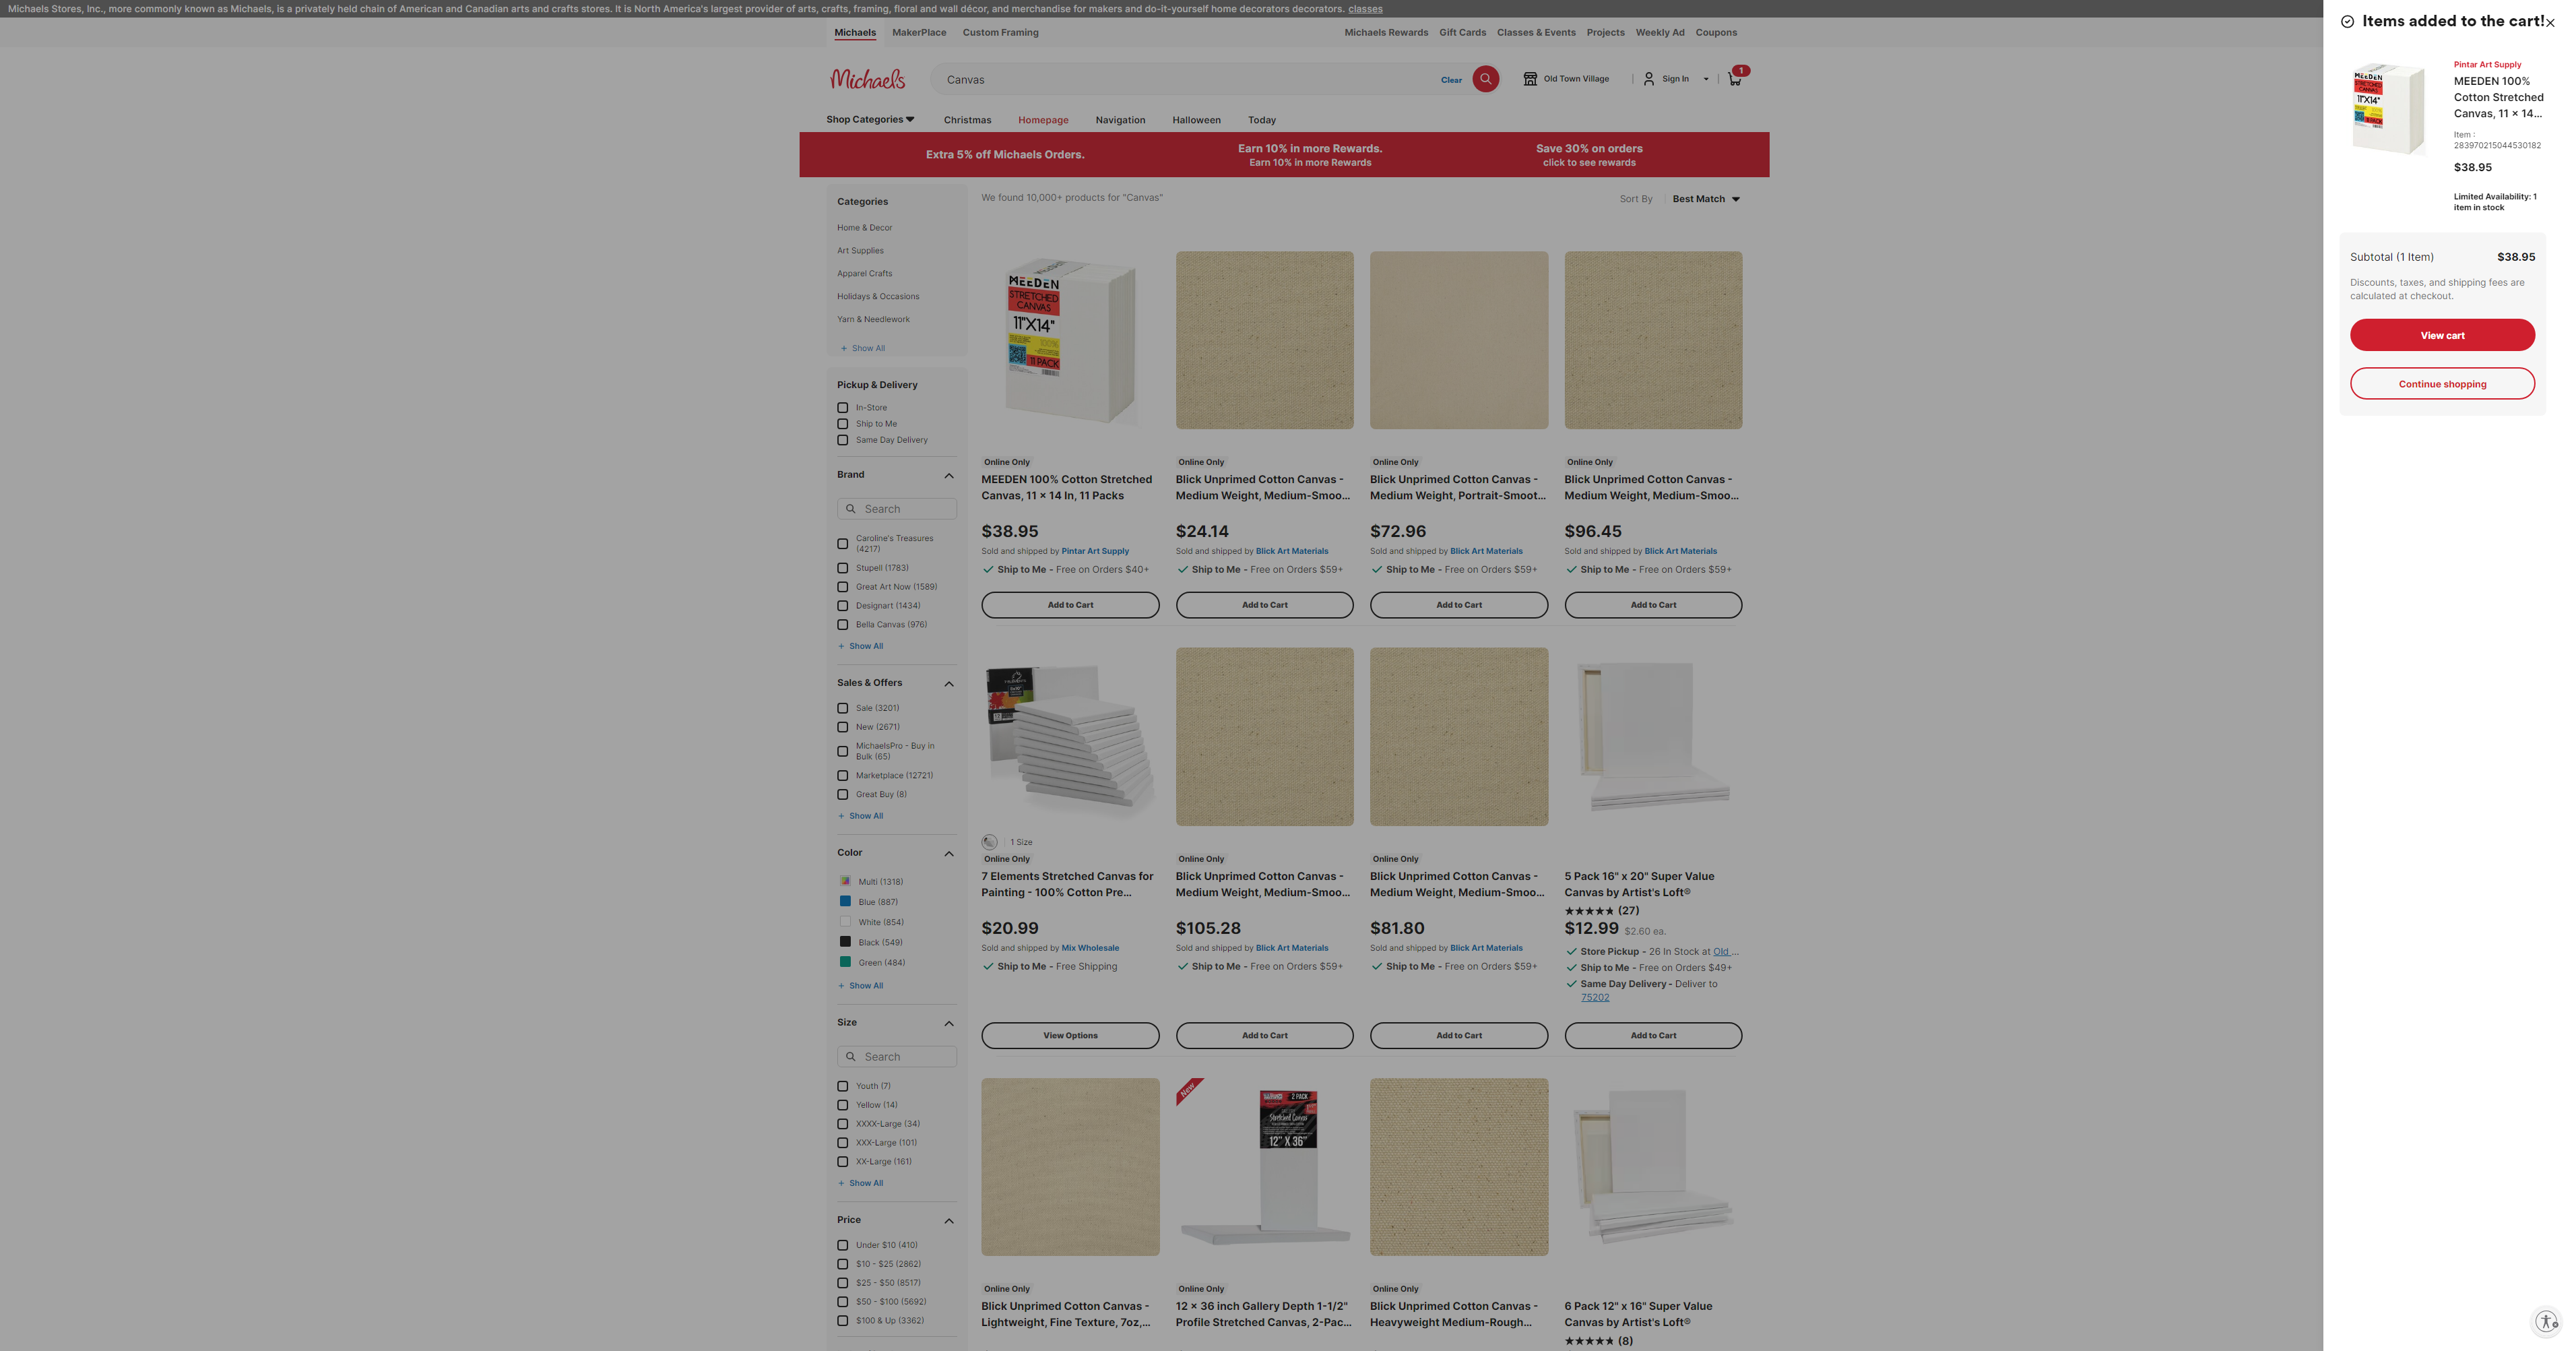 Michaels Stores, Inc., more commonly known as Michaels, is a privately held chain of American and Canadian arts and crafts stores. It is North America's largest provider of arts, crafts, framing, floral and wall décor, and merchandise for makers and do-it-yourself home decorators decorators. classes
Michaels MakerPlace Custom Framing
Michaels Rewards Gift Cards Classes & Events Projects Weekly Ad Coupons
Michaels
Canvas
Clear
Old Town Village
Sign In
1
Shop Categories Christmas Homepage Navigation Halloween Today
Extra 5% off Michaels Orders.
Earn 10% in more Rewards.
Earn 10% in more Rewards
Save 30% on orders
click to see rewards
Categories
Home & Decor
Art Supplies
Apparel Crafts
Holidays & Occasions
Yarn & Needlework
+ Show All
Pickup & Delivery
In-Store
Ship to Me
Same Day Delivery
Brand
Search
Caroline's Treasures
(4217)
Stupell (1783)
Great Art Now (1589)
Designart (1434)
Bella Canvas (976)
+ Show All
Sales & Offers
Sale (3201)
New (2671)
MichaelsPro - Buy in
Bulk (65)
Marketplace (12721)
Great Buy (8)
+ Show All
Color
Multi (1318)
Blue (887)
White (854)
Black (549)
Green (484)
+ Show All
Size
Search
Youth (7)
Yellow (14)
XXXX-Large (34)
XXX-Large (101)
XX-Large (161)
+ Show All
Price
Under $10 (410)
$10 - $25 (2862)
$25 - $50 (8517)
$50 - $100 (5692)
$100 & Up (3362)
We found 10,000+ products for "Canvas"
Sort By Best Match
MEEDEN
STRETCHED
CANVAS
11"X14"
100%
11 PACK
Online Only
MEEDEN 100% Cotton Stretched
Canvas, 11 x 14 In, 11 Packs
$38.95
Sold and shipped by Pintar Art Supply
Ship to Me - Free on Orders $40+
Add to Cart
Online Only
Blick Unprimed Cotton Canvas -
Medium Weight, Medium-Smoo...
$24.14
Sold and shipped by Blick Art Materials
Ship to Me - Free on Orders $59+
Add to Cart
Online Only
Blick Unprimed Cotton Canvas -
Medium Weight, Portrait-Smoot...
$72.96
Sold and shipped by Blick Art Materials
Ship to Me - Free on Orders $59+
Add to Cart
Online Only
Blick Unprimed Cotton Canvas -
Medium Weight, Medium-Smoo...
$96.45
Sold and shipped by Blick Art Materials
Ship to Me - Free on Orders $59+
Add to Cart
1 Size
Online Only
7 Elements Stretched Canvas for
Painting - 100% Cotton Pre...
$20.99
Sold and shipped by Mix Wholesale
Ship to Me - Free Shipping
View Options
Online Only
Blick Unprimed Cotton Canvas -
Medium Weight, Medium-Smoo...
$105.28
Sold and shipped by Blick Art Materials
Ship to Me - Free on Orders $59+
Add to Cart
Online Only
Blick Unprimed Cotton Canvas -
Medium Weight, Medium-Smoo...
$81.80
Sold and shipped by Blick Art Materials
Ship to Me - Free on Orders $59+
Add to Cart
5 Pack 16" x 20" Super Value
Canvas by Artist's Loft®
(27)
$12.99 $2.60 ea.
Store Pickup - 26 In Stock at Old ...
Ship to Me - Free on Orders $49+
Same Day Delivery - Deliver to
75202
Add to Cart
Online Only
Blick Unprimed Cotton Canvas -
Lightweight, Fine Texture, 7oz,...
New
2 PACK
Stretched Canvas
12" X 36"
Online Only
12 x 36 inch Gallery Depth 1-1/2"
Profile Stretched Canvas, 2-Pac...
Online Only
Blick Unprimed Cotton Canvas -
Heavyweight Medium-Rough...
6 Pack 12" x 16" Super Value
Canvas by Artist's Loft®
(8)
Items added to the cart!
MEEDEN
STRETCHED
CANVAS
11"X14"
Pintar Art Supply
MEEDEN 100%
Cotton Stretched
Canvas, 11 x 14...
Item :
283970215044530182
$38.95
Limited Availability: 1
item in stock
Subtotal (1 Item) $38.95
Discounts, taxes, and shipping fees are
calculated at checkout.
View cart
Continue shopping